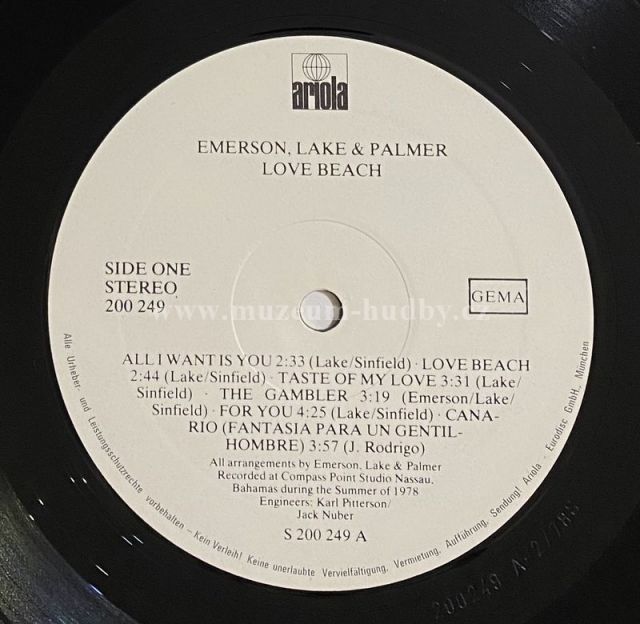 ariola
EMERSON, LAKE & PALMER
LOVE BEACH
SIDE ONE
STEREO
200 249
GEMA
www.muzeum-hudby.cz
ALL I WANT IS YOU 2:33 (Lake/Sinfield) · LOVE BEACH
2:44 (Lake/Sinfield) · TASTE OF MY LOVE 3:31 (Lake/
Sinfield) · THE GAMBLER 3:19 (Emerson/Lake/
Sinfield) · FOR YOU 4:25 (Lake/Sinfield) · CANA-
RIO (FANTASIA PARA UN GENTIL-
HOMBRE) 3:57 (J. Rodrigo)
All arrangements by Emerson, Lake & Palmer
Recorded at Compass Point Studio Nassau,
Bahamas during the Summer of 1978
Engineers: Karl Pitterson/
Jack Nuber
S 200 249 A
Alle Urheber- und Leistungsschutzrechte vorbehalten – Kein Verleih! Keine unerlaubte Vervielfältigung, Vermietung, Aufführung, Sendung! Ariola - Eurodisc GmbH., München
200249 A-2/78S